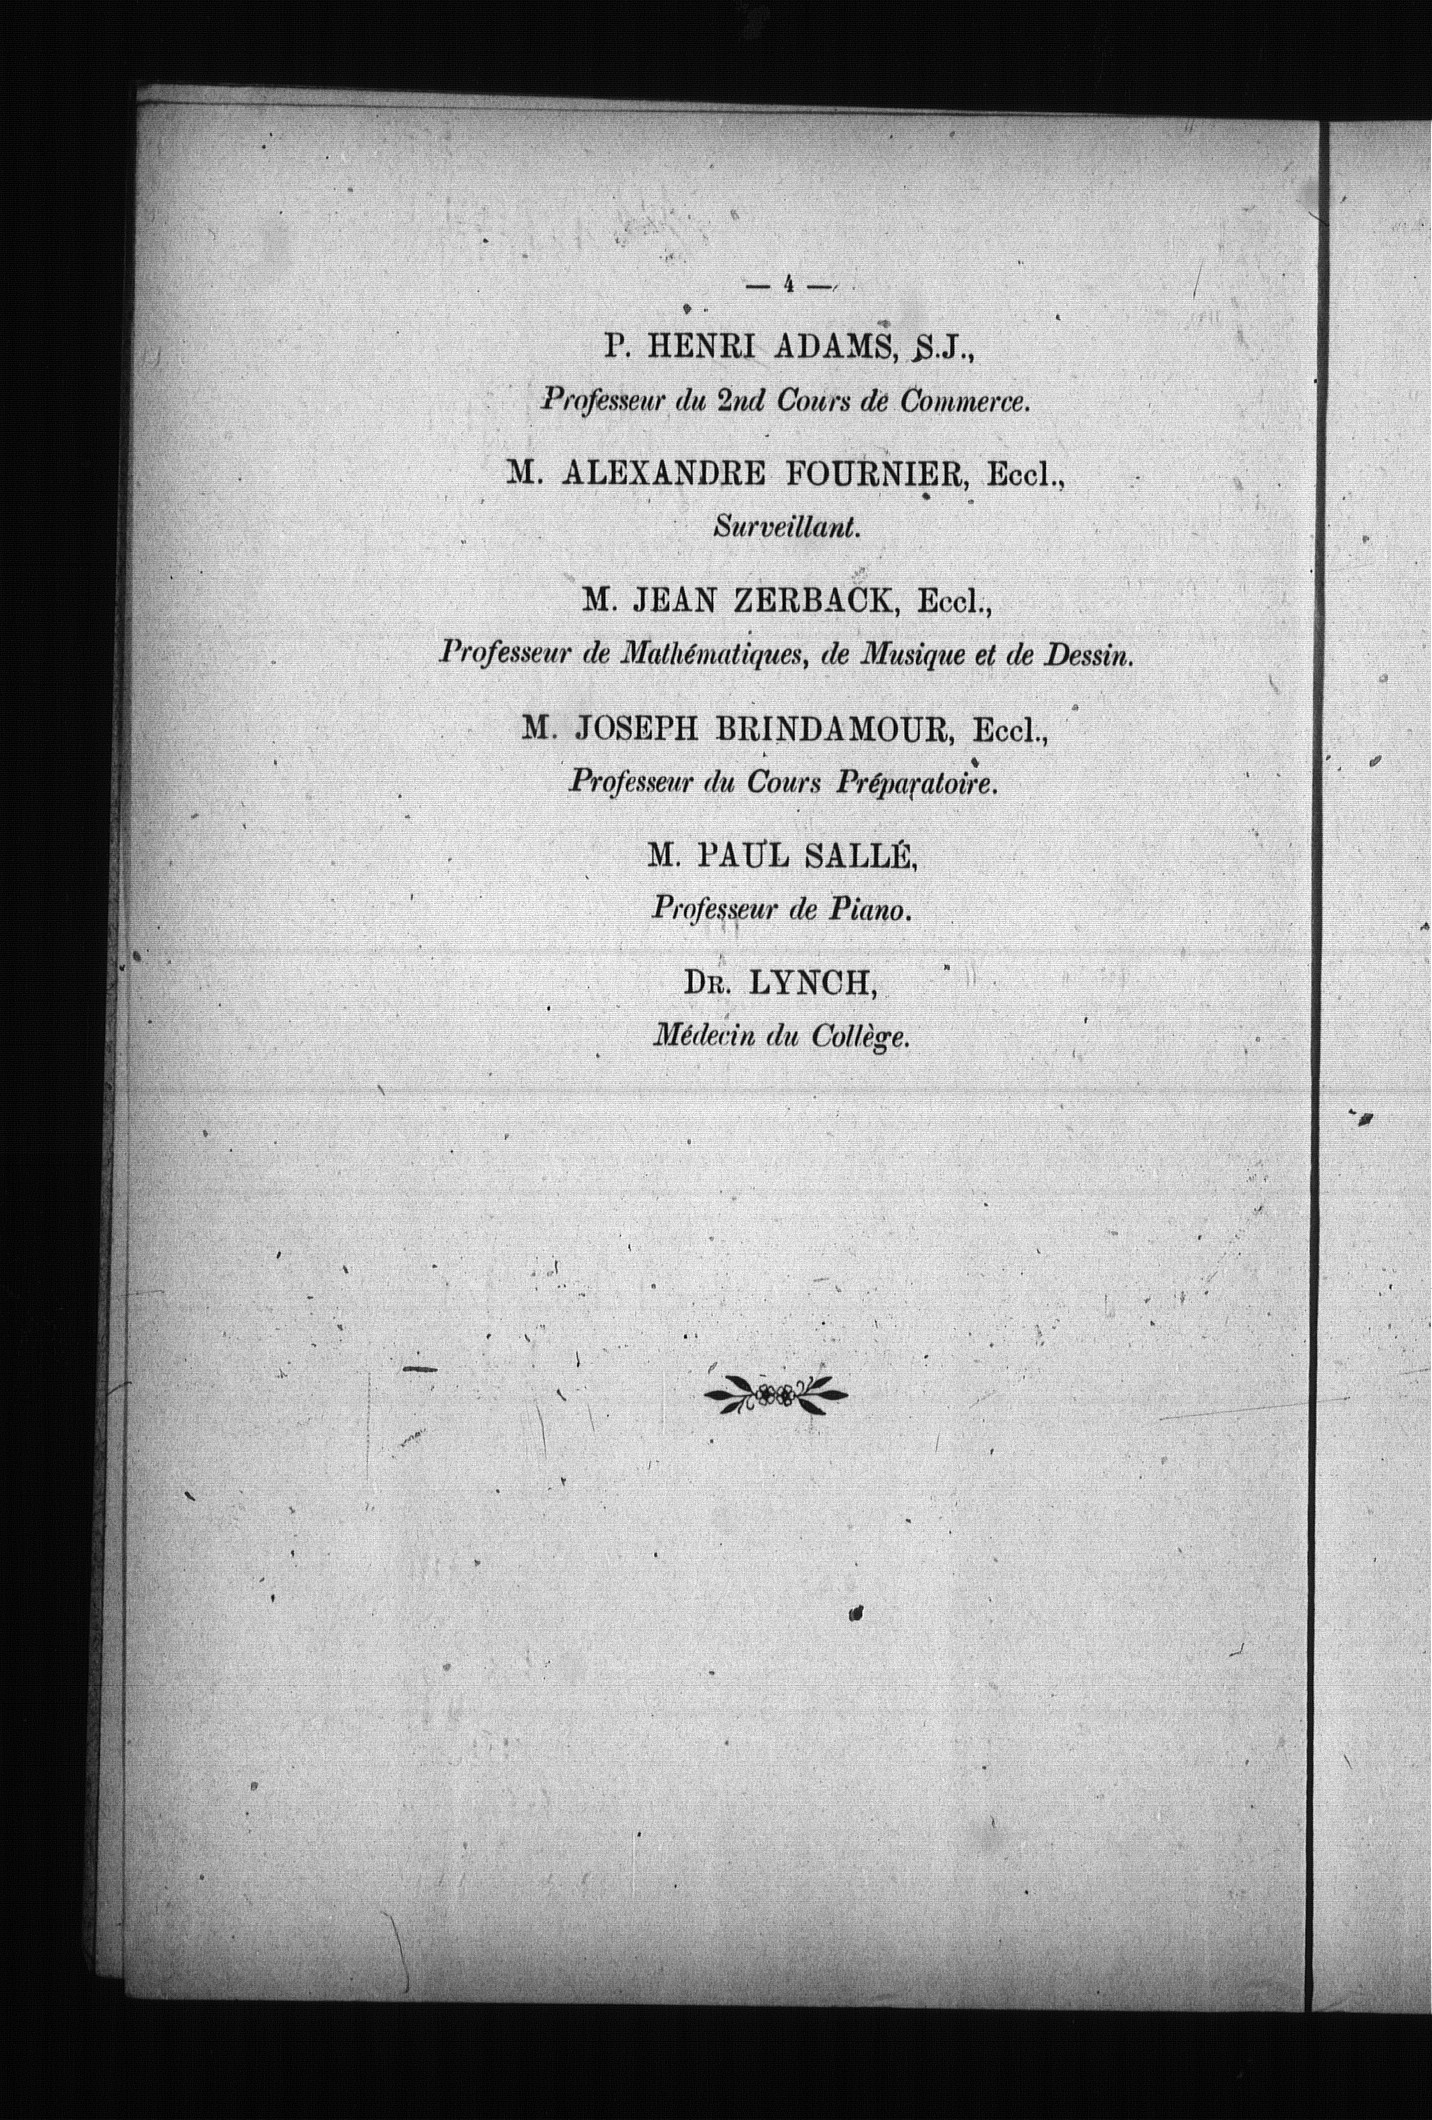 — 4 —
P. HENRI ADAMS, S.J.,
Professeur du 2nd Cours de Commerce.
M. ALEXANDRE FOURNIER, Eccl.,
Surveillant.
M. JEAN ZERBACK, Eccl.,
Professeur de Mathématiques, de Musique et de Dessin.
M. JOSEPH BRINDAMOUR, Eccl.,
Professeur du Cours Préparatoire.
M. PAUL SALLÉ,
Professeur de Piano.
DR. LYNCH,
Médecin du Collège.